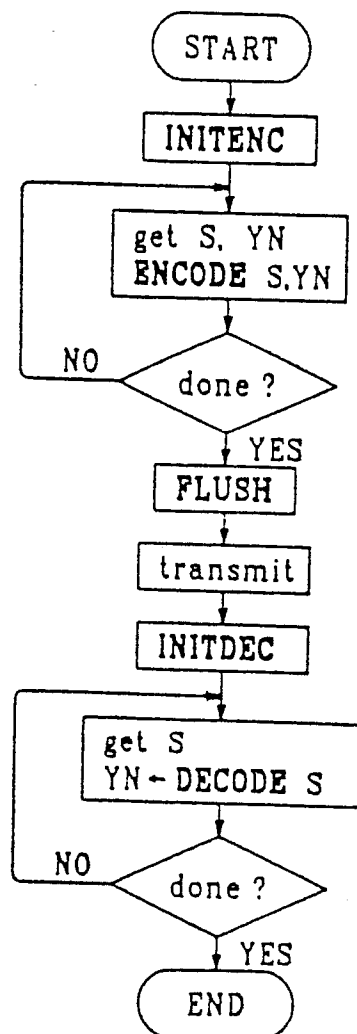 START
INITENC
get S, YN
ENCODE S,YN
NO
done ?
YES
FLUSH
transmit
INITDEC
get S
YN ← DECODE S
NO
done ?
YES
END